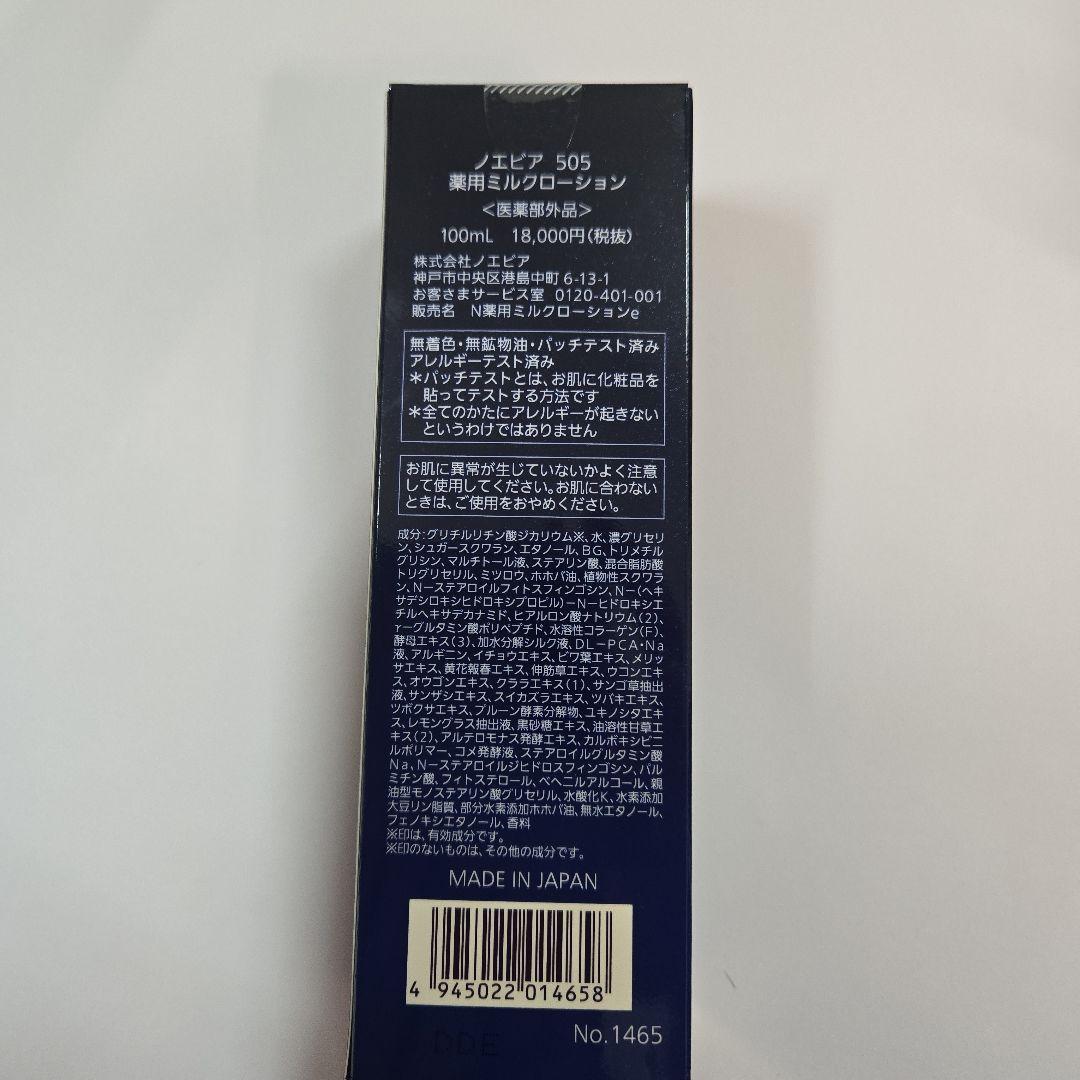 ノエビア 505
薬用ミルクローション
<医薬部外品>
100mL 18,000円(税抜)
株式会社ノエビア
神戸市中央区港島中町6-13-1
お客さまサービス室 0120-401-001
販売名 N薬用ミルクローションe
無着色・無鉱物油・パッチテスト済み
アレルギーテスト済み
*パッチテストとは、お肌に化粧品を
貼ってテストする方法です
*全てのかたにアレルギーが起きない
というわけではありません
お肌に異常が生じていないかよく注意
して使用してください。お肌に合わない
ときは、ご使用をおやめください。
成分:グリチルリチン酸ジカリウム※、水、濃グリセリ
ン、シュガースクワラン、エタノール、BG、トリメチル
グリシン、マルチトール液、ステアリン酸、混合脂肪酸
トリグリセリル、ミツロウ、ホホバ油、植物性スクワラ
ン、N-ステアロイルフィトスフィンゴシン、N-(ヘキ
サデシロキシヒドロキシプロピル)-N-ヒドロキシエ
チルヘキサデカナミド、ヒアルロン酸ナトリウム(2)、
γ-グルタミン酸ポリペプチド、水溶性コラーゲン(F)、
酵母エキス(3)、加水分解シルク液、DL-PCA・Na
液、アルギニン、イチョウエキス、ビワ葉エキス、メリッ
サエキス、黄花報春エキス、伸筋草エキス、ウコンエキ
ス、オウゴンエキス、クララエキス(1)、サンゴ草抽出
液、サンザシエキス、スイカズラエキス、ツバキエキス、
ツボクサエキス、プルーン酵素分解物、ユキノシタエキ
ス、レモングラス抽出液、黒砂糖エキス、油溶性甘草エ
キス(2)、アルテロモナス発酵エキス、カルボキシビニ
ルポリマー、コメ発酵液、ステアロイルグルタミン酸
Na、N-ステアロイルジヒドロスフィンゴシン、パル
ミチン酸、フィトステロール、ベヘニルアルコール、親
油型モノステアリン酸グリセリル、水酸化K、水素添加
大豆リン脂質、部分水素添加ホホバ油、無水エタノール、
フェノキシエタノール、香料
※印は、有効成分です。
※印のないものは、その他の成分です。
MADE IN JAPAN
4 945022 014658
No.1465
DDE